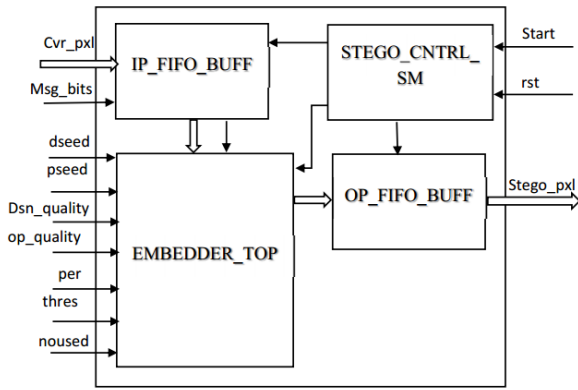 Cvr_pxl
Msg_bits
IP_FIFO_BUFF
STEGO_CNTRL_
SM
Start
rst
dseed
pseed
Dsn_quality
op_quality
per
thres
noused
EMBEDDER_TOP
OP_FIFO_BUFF
Stego_pxl